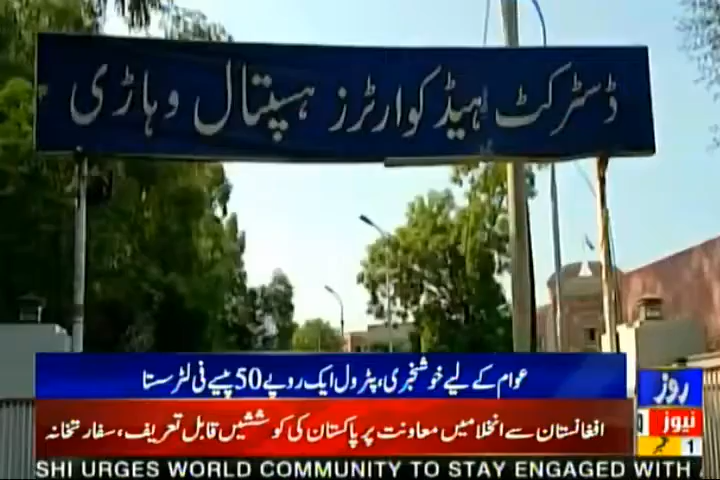 ڈسٹرکٹ ہیڈ کوارٹرز ہسپتال وہاڑی
عوام کے لیے خوشخبری، پٹرول ایک روپے 50 پیسے فی لٹر سستا
افغانستان سے انخلا میں معاونت پر پاکستان کی کوششیں قابل تعریف، سفارتخانہ
روز
نیوز
خبر 1
SHI URGES WORLD COMMUNITY TO STAY ENGAGED WITH